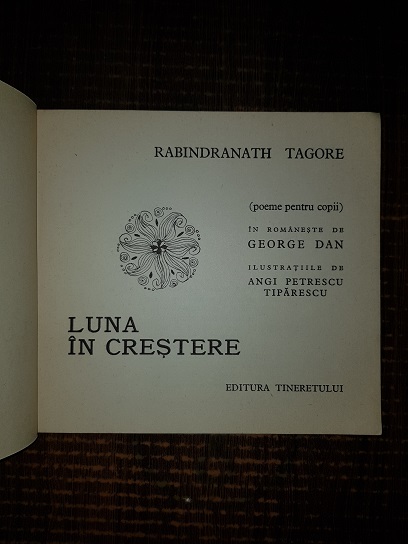 RABINDRANATH TAGORE
(poeme pentru copii)
ÎN ROMÂNEȘTE DE
GEORGE DAN
ILUSTRAȚIILE DE
ANGI PETRESCU
TIPĂRESCU
LUNA
ÎN CREȘTERE
EDITURA TINERETULUI